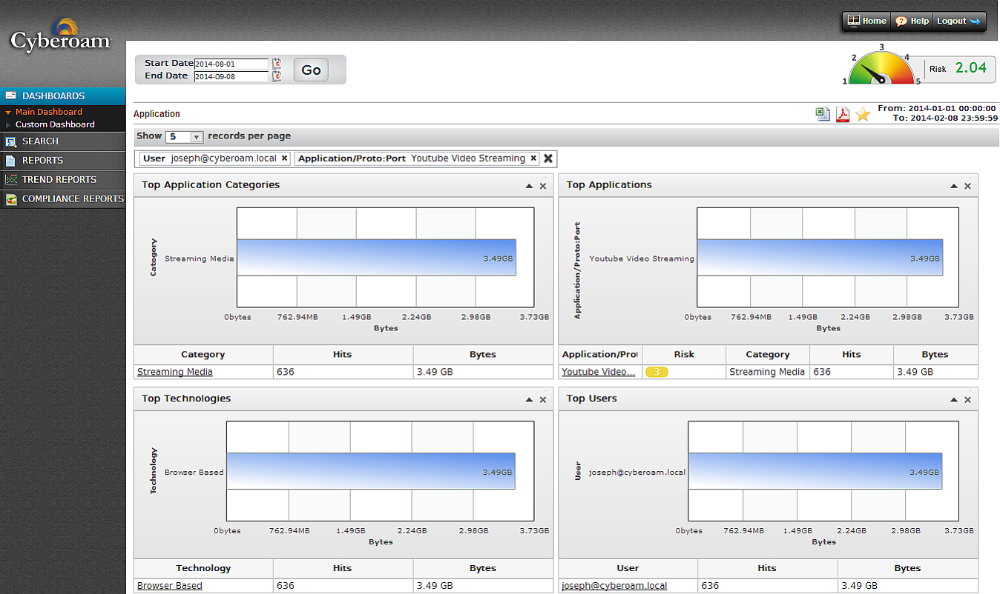 Cyberoam
Home Help Logout
Start Date 2014-08-01
End Date 2014-09-08
Go
1 2 3 4 5
Risk 2.04
DASHBOARDS
Main Dashboard
Custom Dashboard
SEARCH
REPORTS
TREND REPORTS
COMPLIANCE REPORTS
Application
From: 2014-01-01 00:00:00
To: 2014-02-08 23:59:59
Show 5 records per page
User joseph@cyberoam.local Application/Proto:Port Youtube Video Streaming
Top Application Categories
Category
Streaming Media
3.49GB
0bytes 762.94MB 1.49GB 2.24GB 2.98GB 3.73GB
Bytes
Category Hits Bytes
Streaming Media 636 3.49 GB
Top Applications
Application/Proto:Port
Youtube Video Streaming
3.49GB
0bytes 762.94MB 1.49GB 2.24GB 2.98GB 3.73GB
Bytes
Application/Prot Risk Category Hits Bytes
Youtube Video... 3 Streaming Media 636 3.49 GB
Top Technologies
Technology
Browser Based
3.49GB
0bytes 762.94MB 1.49GB 2.24GB 2.98GB 3.73GB
Bytes
Technology Hits Bytes
Browser Based 636 3.49 GB
Top Users
User
joseph@cyberoam.local
3.49GB
0bytes 762.94MB 1.49GB 2.24GB 2.98GB 3.73GB
Bytes
User Hits Bytes
joseph@cyberoam.local 636 3.49 GB